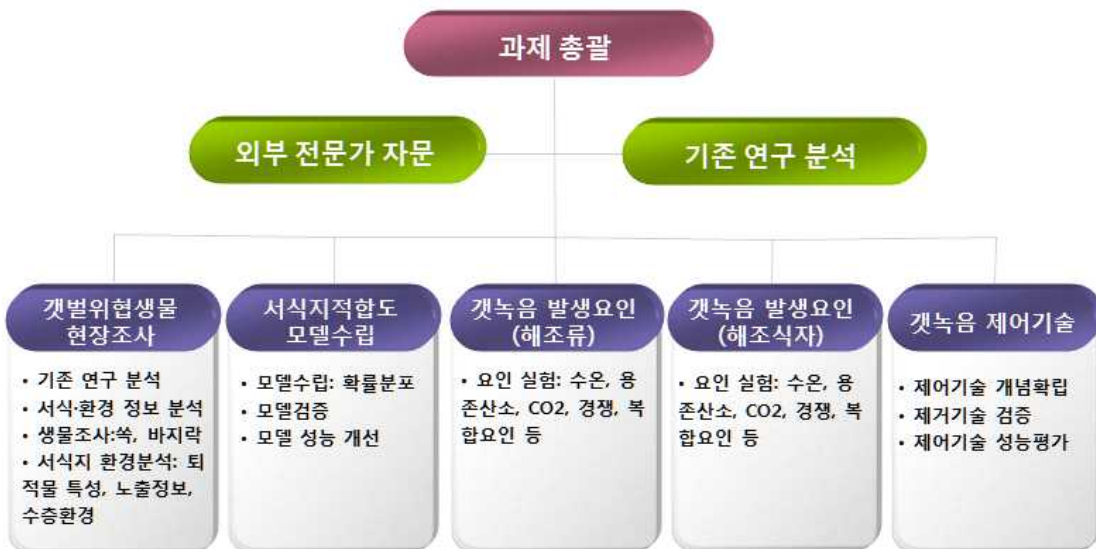 과제 총괄
외부 전문가 자문
기존 연구 분석
갯벌위협생물
현장조사
• 기존 연구 분석
• 서식·환경 정보 분석
• 생물조사:쏙, 바지락
• 서식지 환경분석: 퇴
적물 특성, 노출정보,
수층환경
서식지적합도
모델수립
• 모델수립: 확률분포
• 모델검증
• 모델 성능 개선
갯녹음 발생요인
(해조류)
• 요인 실험: 수온, 용
존산소, CO2, 경쟁, 복
합요인 등
갯녹음 발생요인
(해조식자)
• 요인 실험: 수온, 용
존산소, CO2, 경쟁, 복
합요인 등
갯녹음 제어기술
• 제어기술 개념확립
• 제거기술 검증
• 제어기술 성능평가